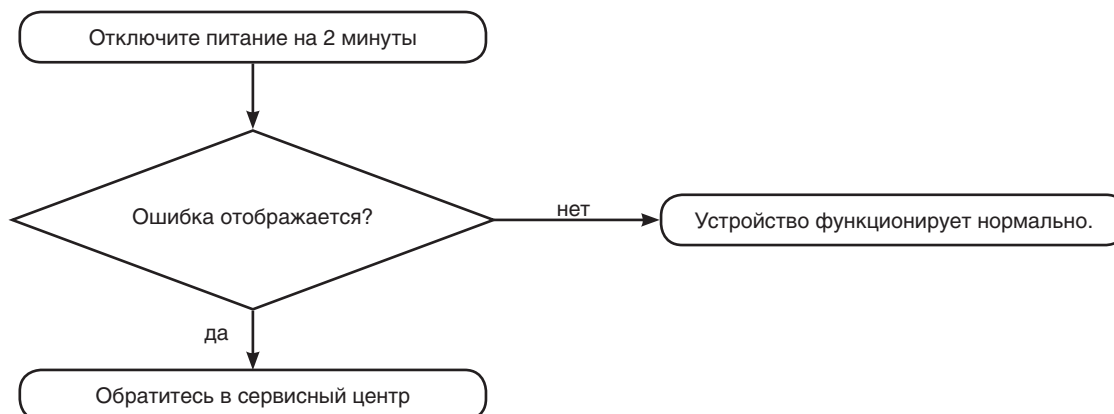 Отключите питание на 2 минуты
Ошибка отображается?
нет
Устройство функционирует нормально.
да
Обратитесь в сервисный центр